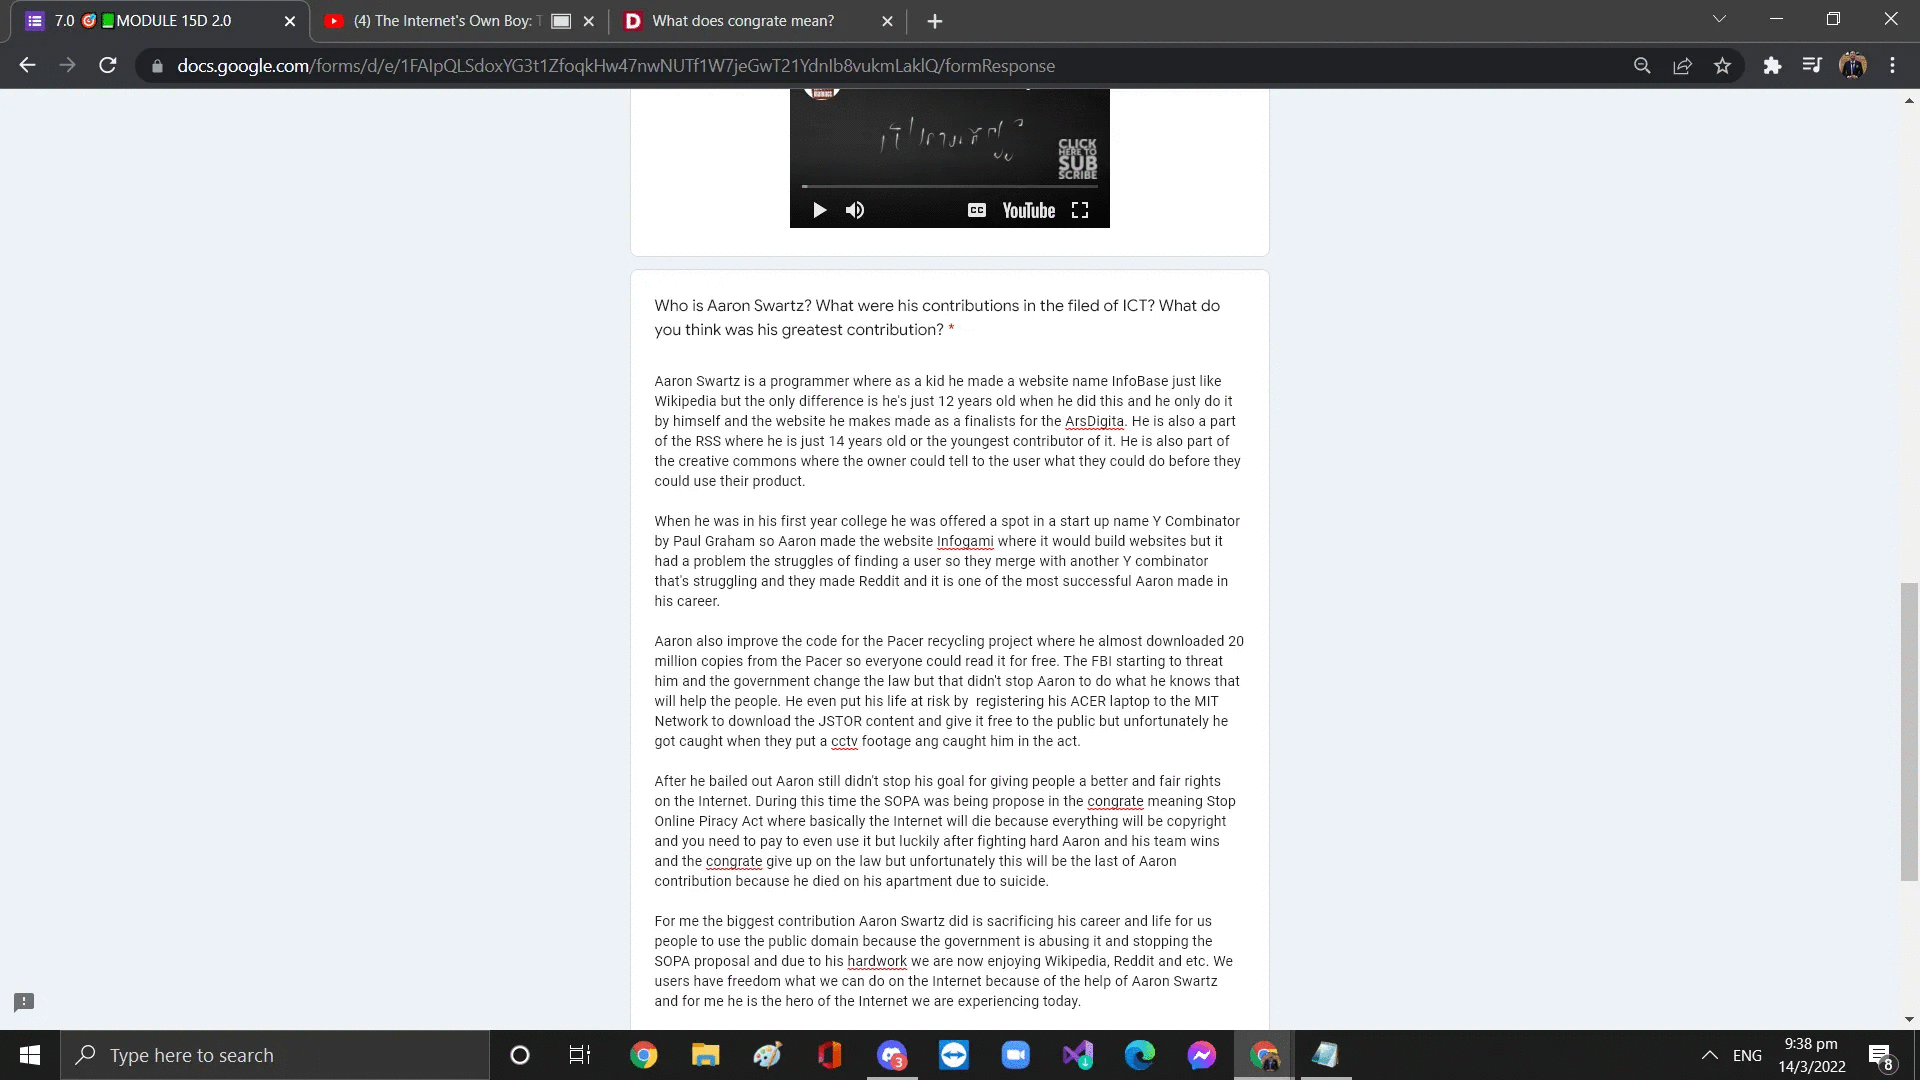 7.0 MODULE 15D 2.0
(4) The Internet's Own Boy: T
What does congrate mean?
docs.google.com/forms/d/e/1FAIpQLSdoxYG3t1ZfoqkHw47nwNUTf1W7jeGwT21YdnIb8vukmLaklQ/formResponse
CLICK
HERE TO
SUB
SCRIBE
CC
YouTube
Who is Aaron Swartz? What were his contributions in the filed of ICT? What do
you think was his greatest contribution? *
Aaron Swartz is a programmer where as a kid he made a website name InfoBase just like
Wikipedia but the only difference is he's just 12 years old when he did this and he only do it
by himself and the website he makes made as a finalists for the ArsDigita. He is also a part
of the RSS where he is just 14 years old or the youngest contributor of it. He is also part of
the creative commons where the owner could tell to the user what they could do before they
could use their product.
When he was in his first year college he was offered a spot in a start up name Y Combinator
by Paul Graham so Aaron made the website Infogami where it would build websites but it
had a problem the struggles of finding a user so they merge with another Y combinator
that's struggling and they made Reddit and it is one of the most successful Aaron made in
his career.
Aaron also improve the code for the Pacer recycling project where he almost downloaded 20
million copies from the Pacer so everyone could read it for free. The FBI starting to threat
him and the government change the law but that didn't stop Aaron to do what he knows that
will help the people. He even put his life at risk by  registering his ACER laptop to the MIT
Network to download the JSTOR content and give it free to the public but unfortunately he
got caught when they put a cctv footage ang caught him in the act.
After he bailed out Aaron still didn't stop his goal for giving people a better and fair rights
on the Internet. During this time the SOPA was being propose in the congrate meaning Stop
Online Piracy Act where basically the Internet will die because everything will be copyright
and you need to pay to even use it but luckily after fighting hard Aaron and his team wins
and the congrate give up on the law but unfortunately this will be the last of Aaron
contribution because he died on his apartment due to suicide.
For me the biggest contribution Aaron Swartz did is sacrificing his career and life for us
people to use the public domain because the government is abusing it and stopping the
SOPA proposal and due to his hardwork we are now enjoying Wikipedia, Reddit and etc. We
users have freedom what we can do on the Internet because of the help of Aaron Swartz
and for me he is the hero of the Internet we are experiencing today.
Type here to search
3
ENG
9:38 pm
14/3/2022
8